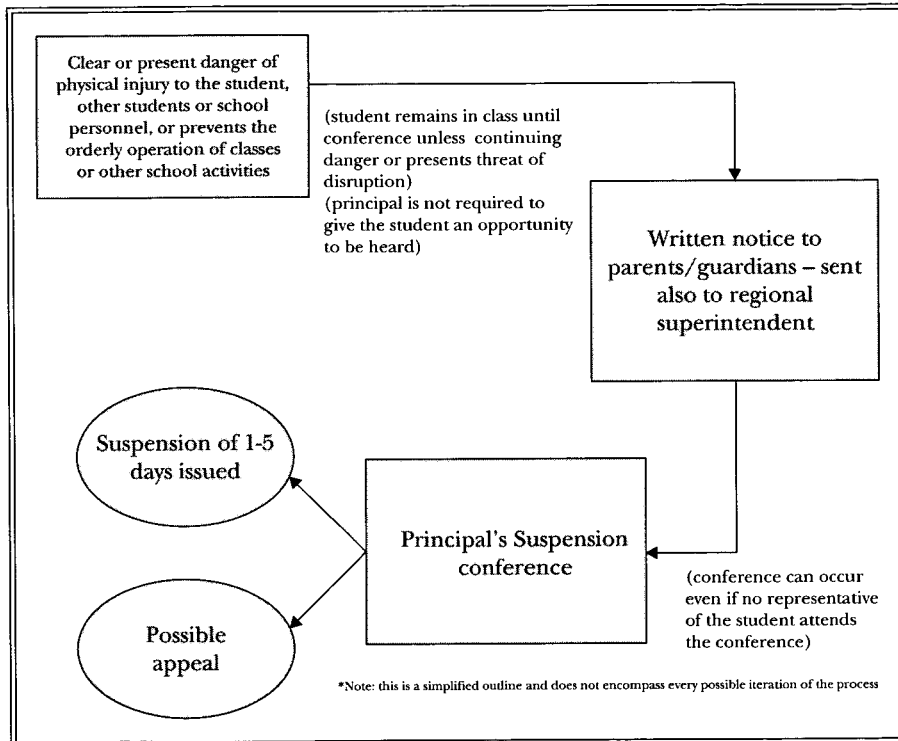 Clear or present danger of
physical injury to the student,
other students or school
personnel, or prevents the
orderly operation of classes
or other school activities
(student remains in class until
conference unless continuing
danger or presents threat of
disruption)
(principal is not required to
give the student an opportunity
to be heard)
Written notice to
parents/guardians – sent
also to regional
superintendent
Suspension of 1-5
days issued
Principal's Suspension
conference
(conference can occur
even if no representative
of the student attends
the conference)
Possible
appeal
*Note: this is a simplified outline and does not encompass every possible iteration of the process